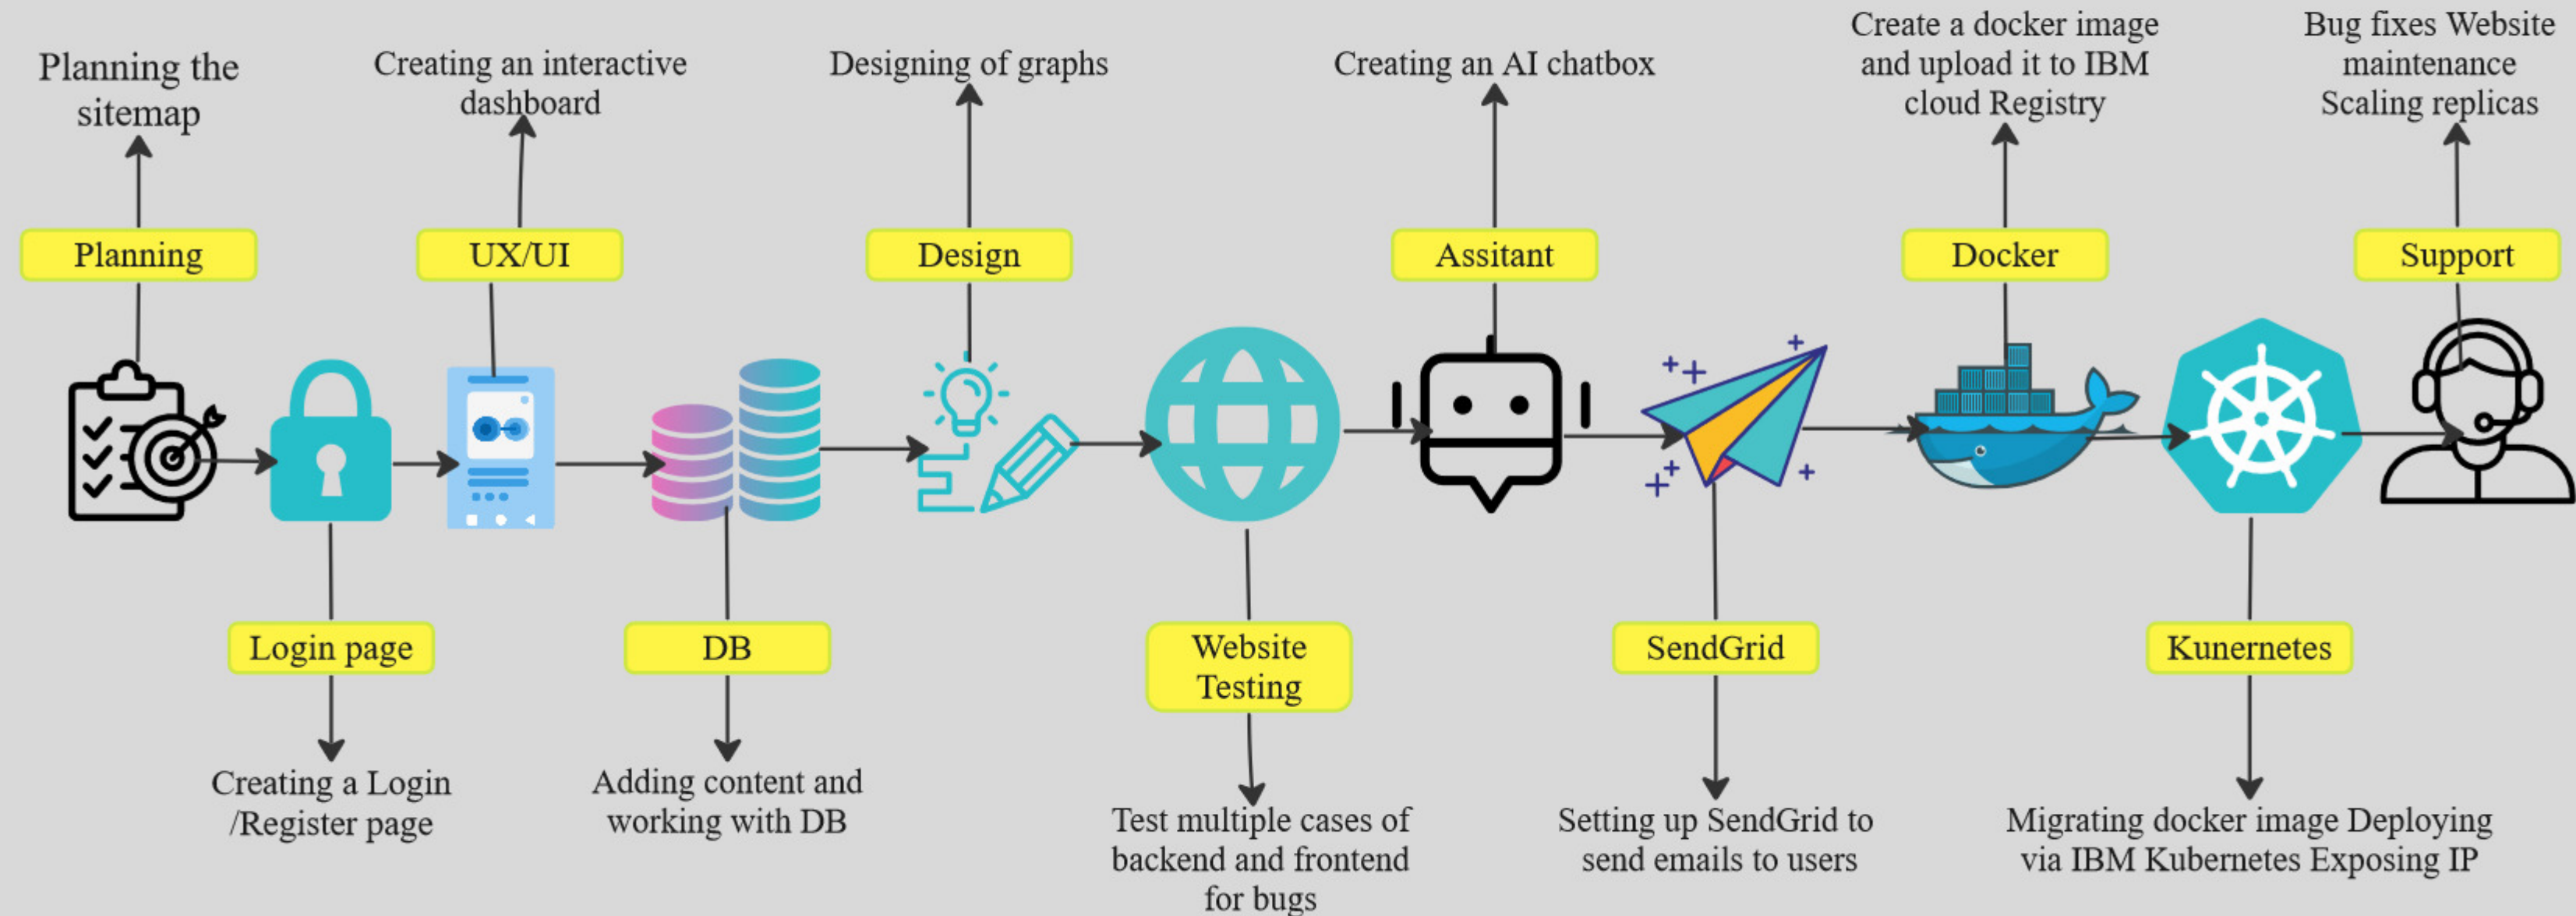 Planning the
sitemap
Creating an interactive
dashboard
Designing of graphs
Creating an AI chatbox
Create a docker image
and upload it to IBM
cloud Registry
Bug fixes Website
maintenance
Scaling replicas
Planning
UX/UI
Design
Assitant
Docker
Support
Login page
DB
Website
Testing
SendGrid
Kunernetes
Creating a Login
/Register page
Adding content and
working with DB
Test multiple cases of
backend and frontend
for bugs
Setting up SendGrid to
send emails to users
Migrating docker image Deploying
via IBM Kubernetes Exposing IP